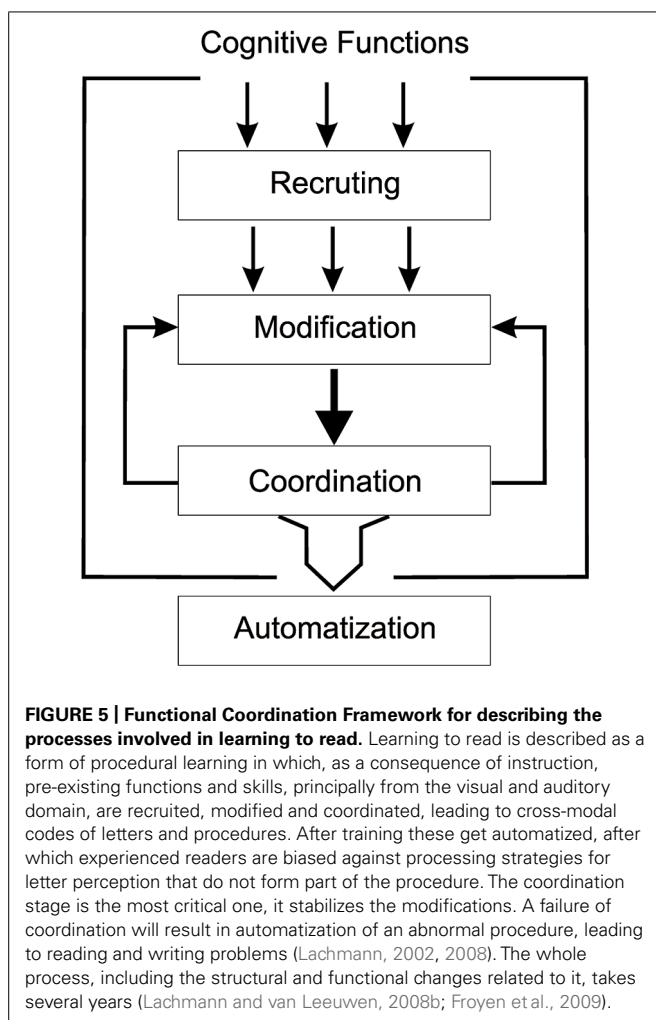 Cognitive Functions
Recruting
Modification
Coordination
Automatization
FIGURE 5 | Functional Coordination Framework for describing the
processes involved in learning to read. Learning to read is described as a
form of procedural learning in which, as a consequence of instruction,
pre-existing functions and skills, principally from the visual and auditory
domain, are recruited, modified and coordinated, leading to cross-modal
codes of letters and procedures. After training these get automatized, after
which experienced readers are biased against processing strategies for
letter perception that do not form part of the procedure. The coordination
stage is the most critical one, it stabilizes the modifications. A failure of
coordination will result in automatization of an abnormal procedure, leading
to reading and writing problems (Lachmann, 2002, 2008). The whole
process, including the structural and functional changes related to it, takes
several years (Lachmann and van Leeuwen, 2008b; Froyen et al., 2009).